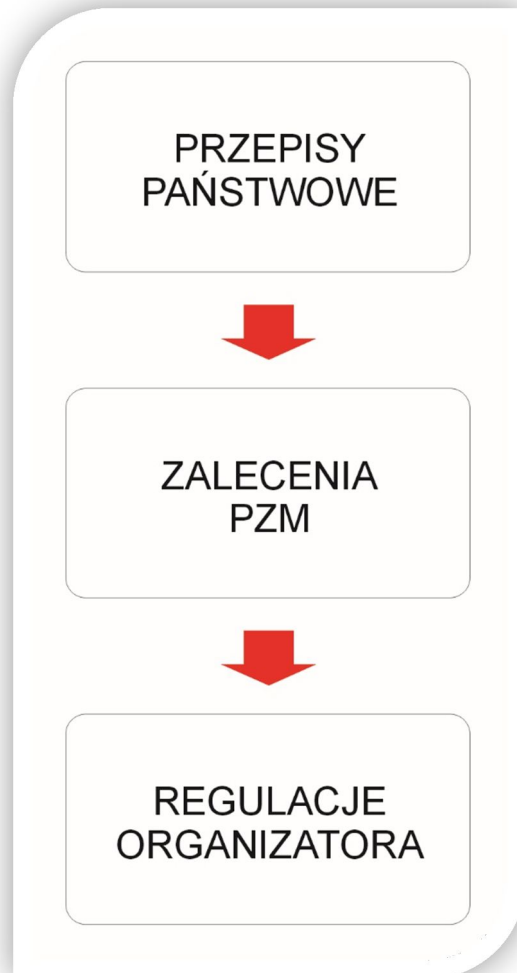 PRZEPISY
PAŃSTWOWE
ZALECENIA
PZM
REGULACJE
ORGANIZATORA